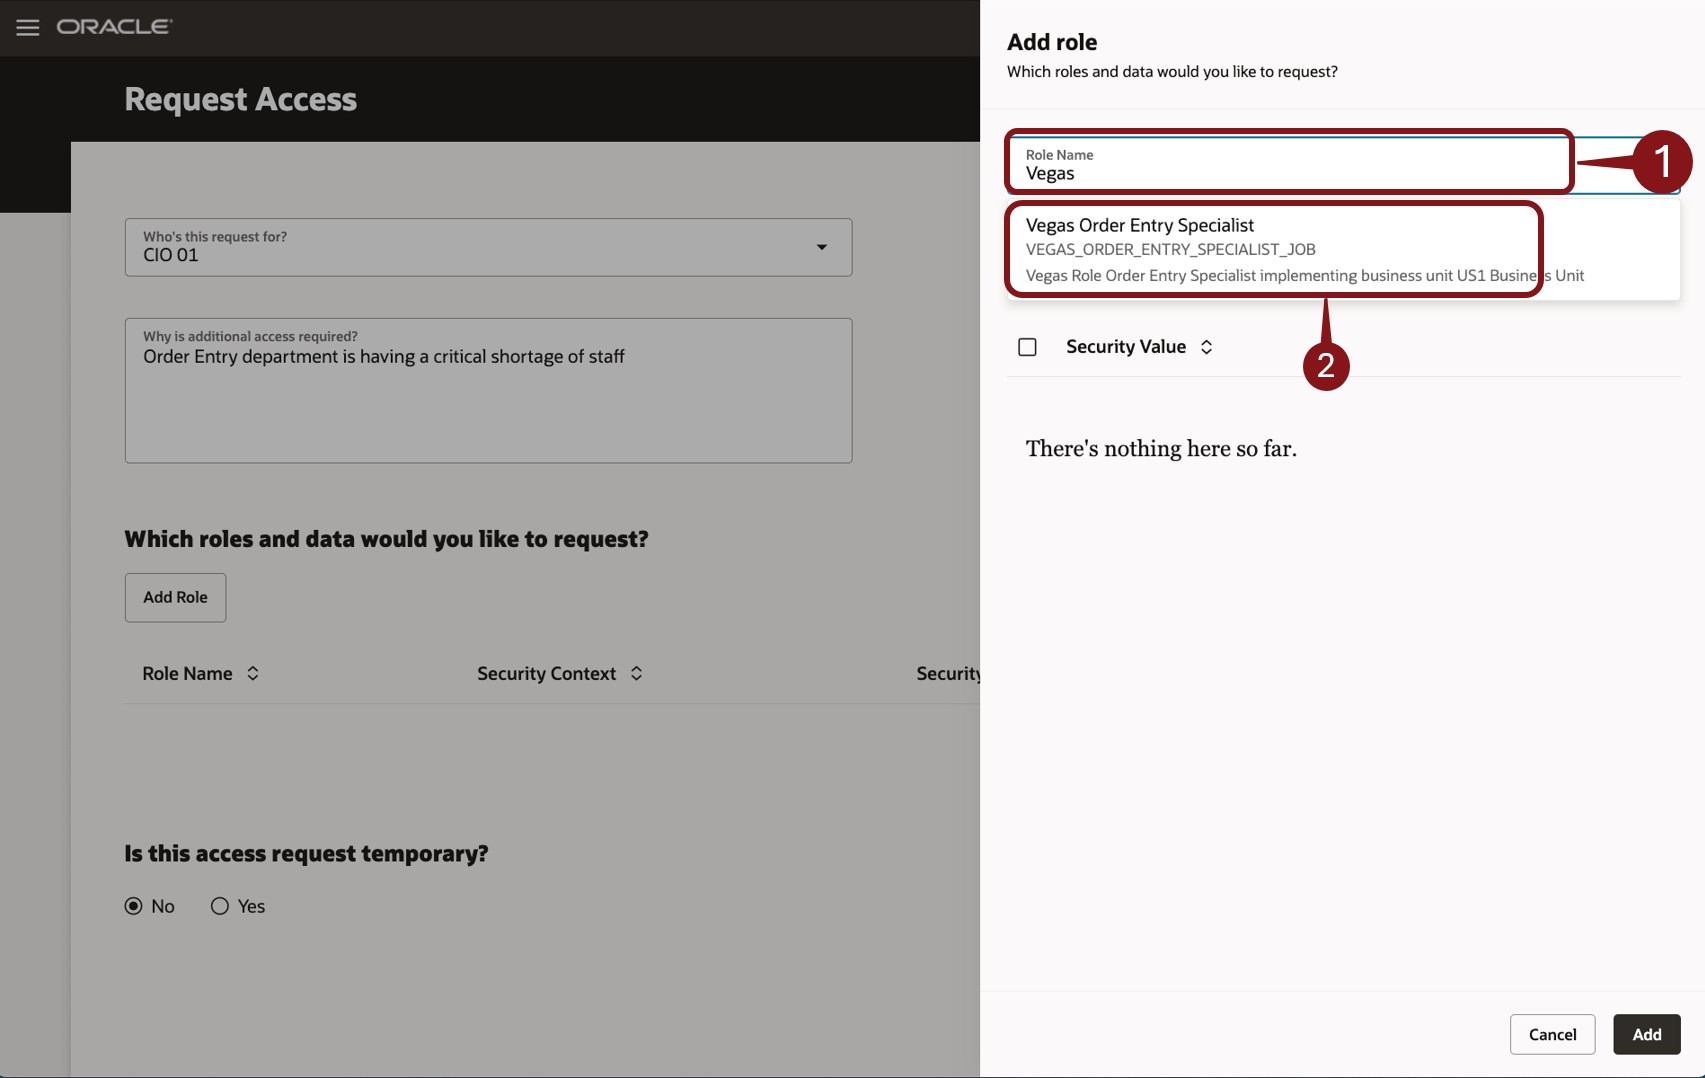 ORACLE
Request Access
Who's this request for?
CIO 01
Why is additional access required?
Order Entry department is having a critical shortage of staff
Which roles and data would you like to request?
Add Role
Role Name
Security Context
Security
Is this access request temporary?
No
Yes
Add role
Which roles and data would you like to request?
Role Name
Vegas
1
Vegas Order Entry Specialist
VEGAS_ORDER_ENTRY_SPECIALIST_JOB
Vegas Role Order Entry Specialist implementing business unit US1 Business Unit
2
Security Value
There's nothing here so far.
Cancel
Add